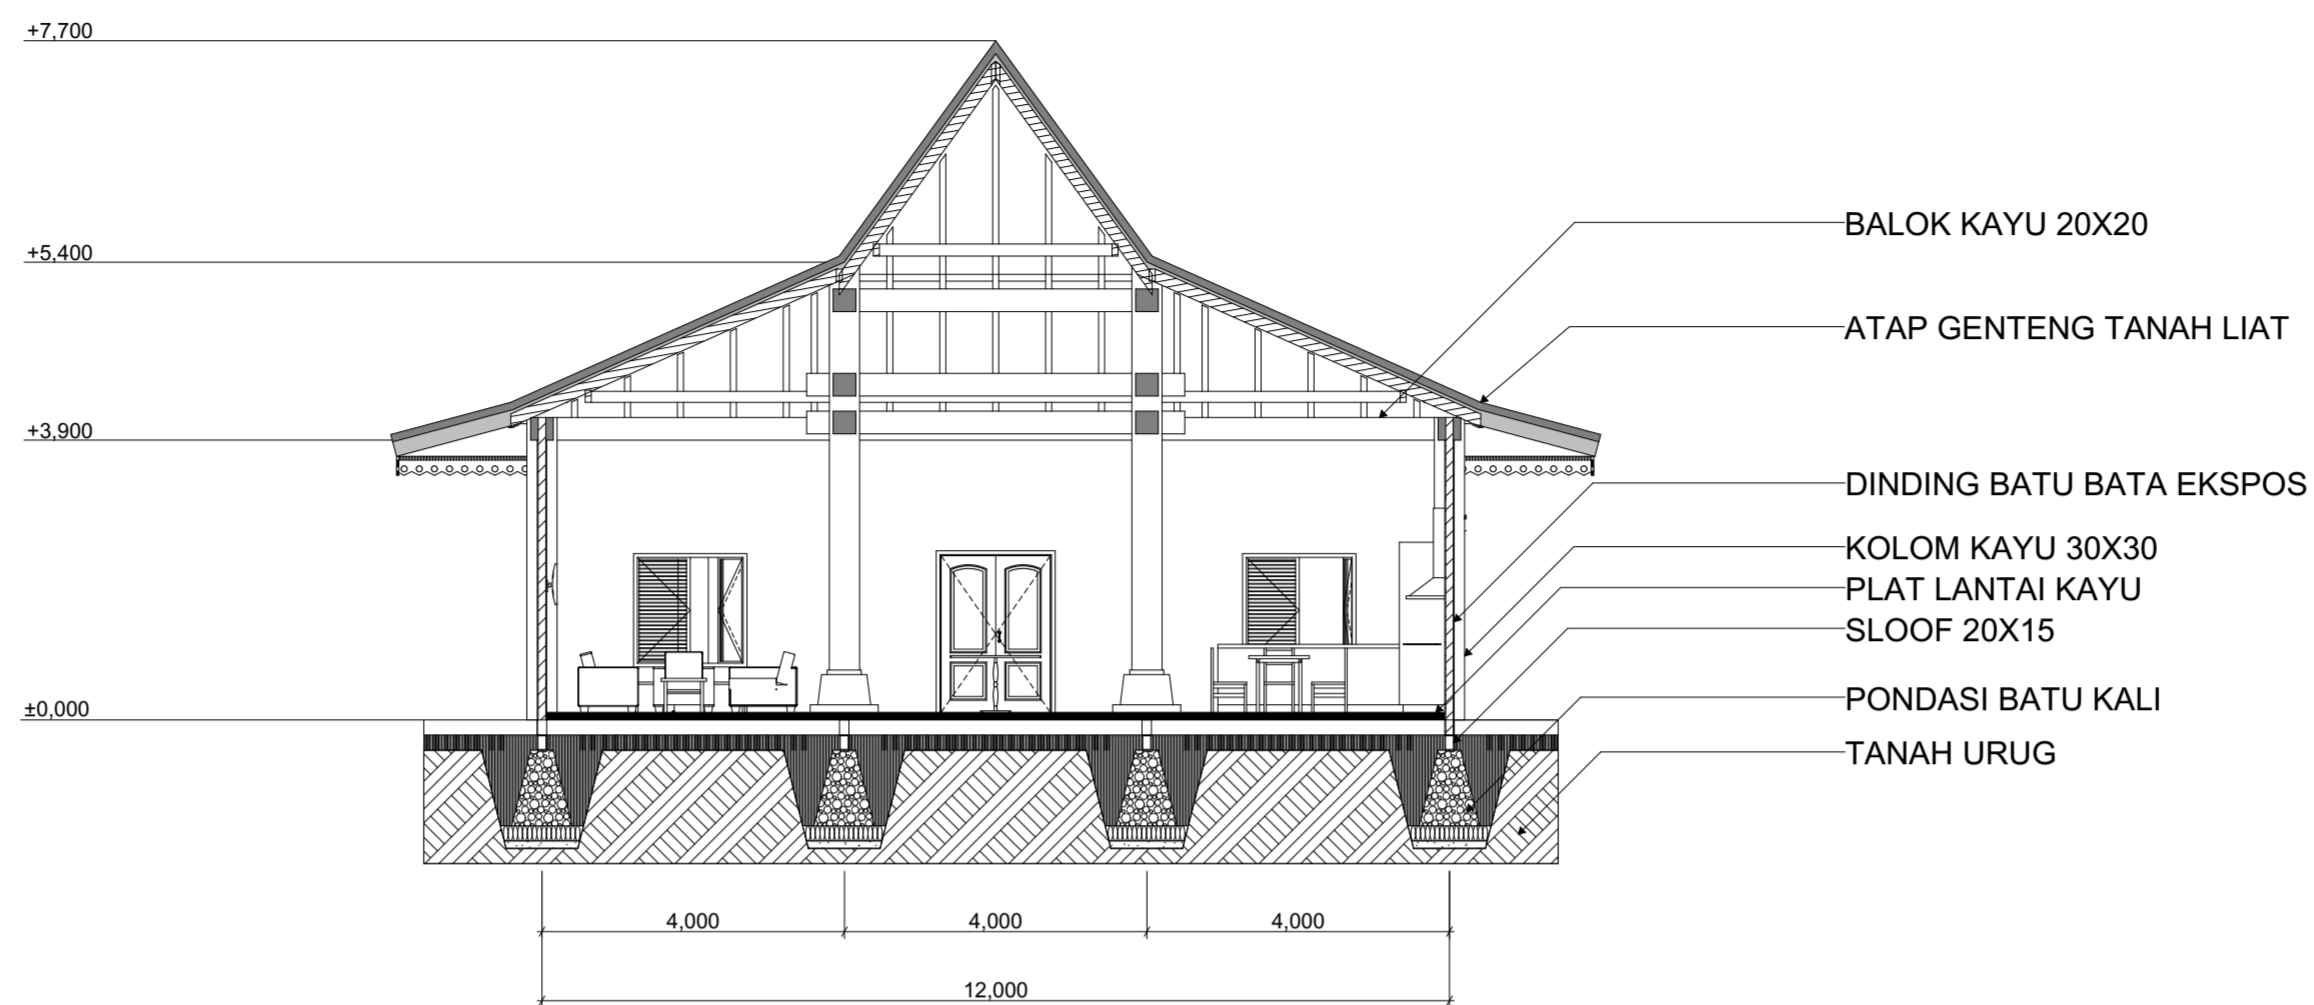 +7,700
+5,400
+3,900
±0,000
BALOK KAYU 20X20
ATAP GENTENG TANAH LIAT
DINDING BATU BATA EKSPOS
KOLOM KAYU 30X30
PLAT LANTAI KAYU
SLOOF 20X15
PONDASI BATU KALI
TANAH URUG
4,000
4,000
4,000
12,000